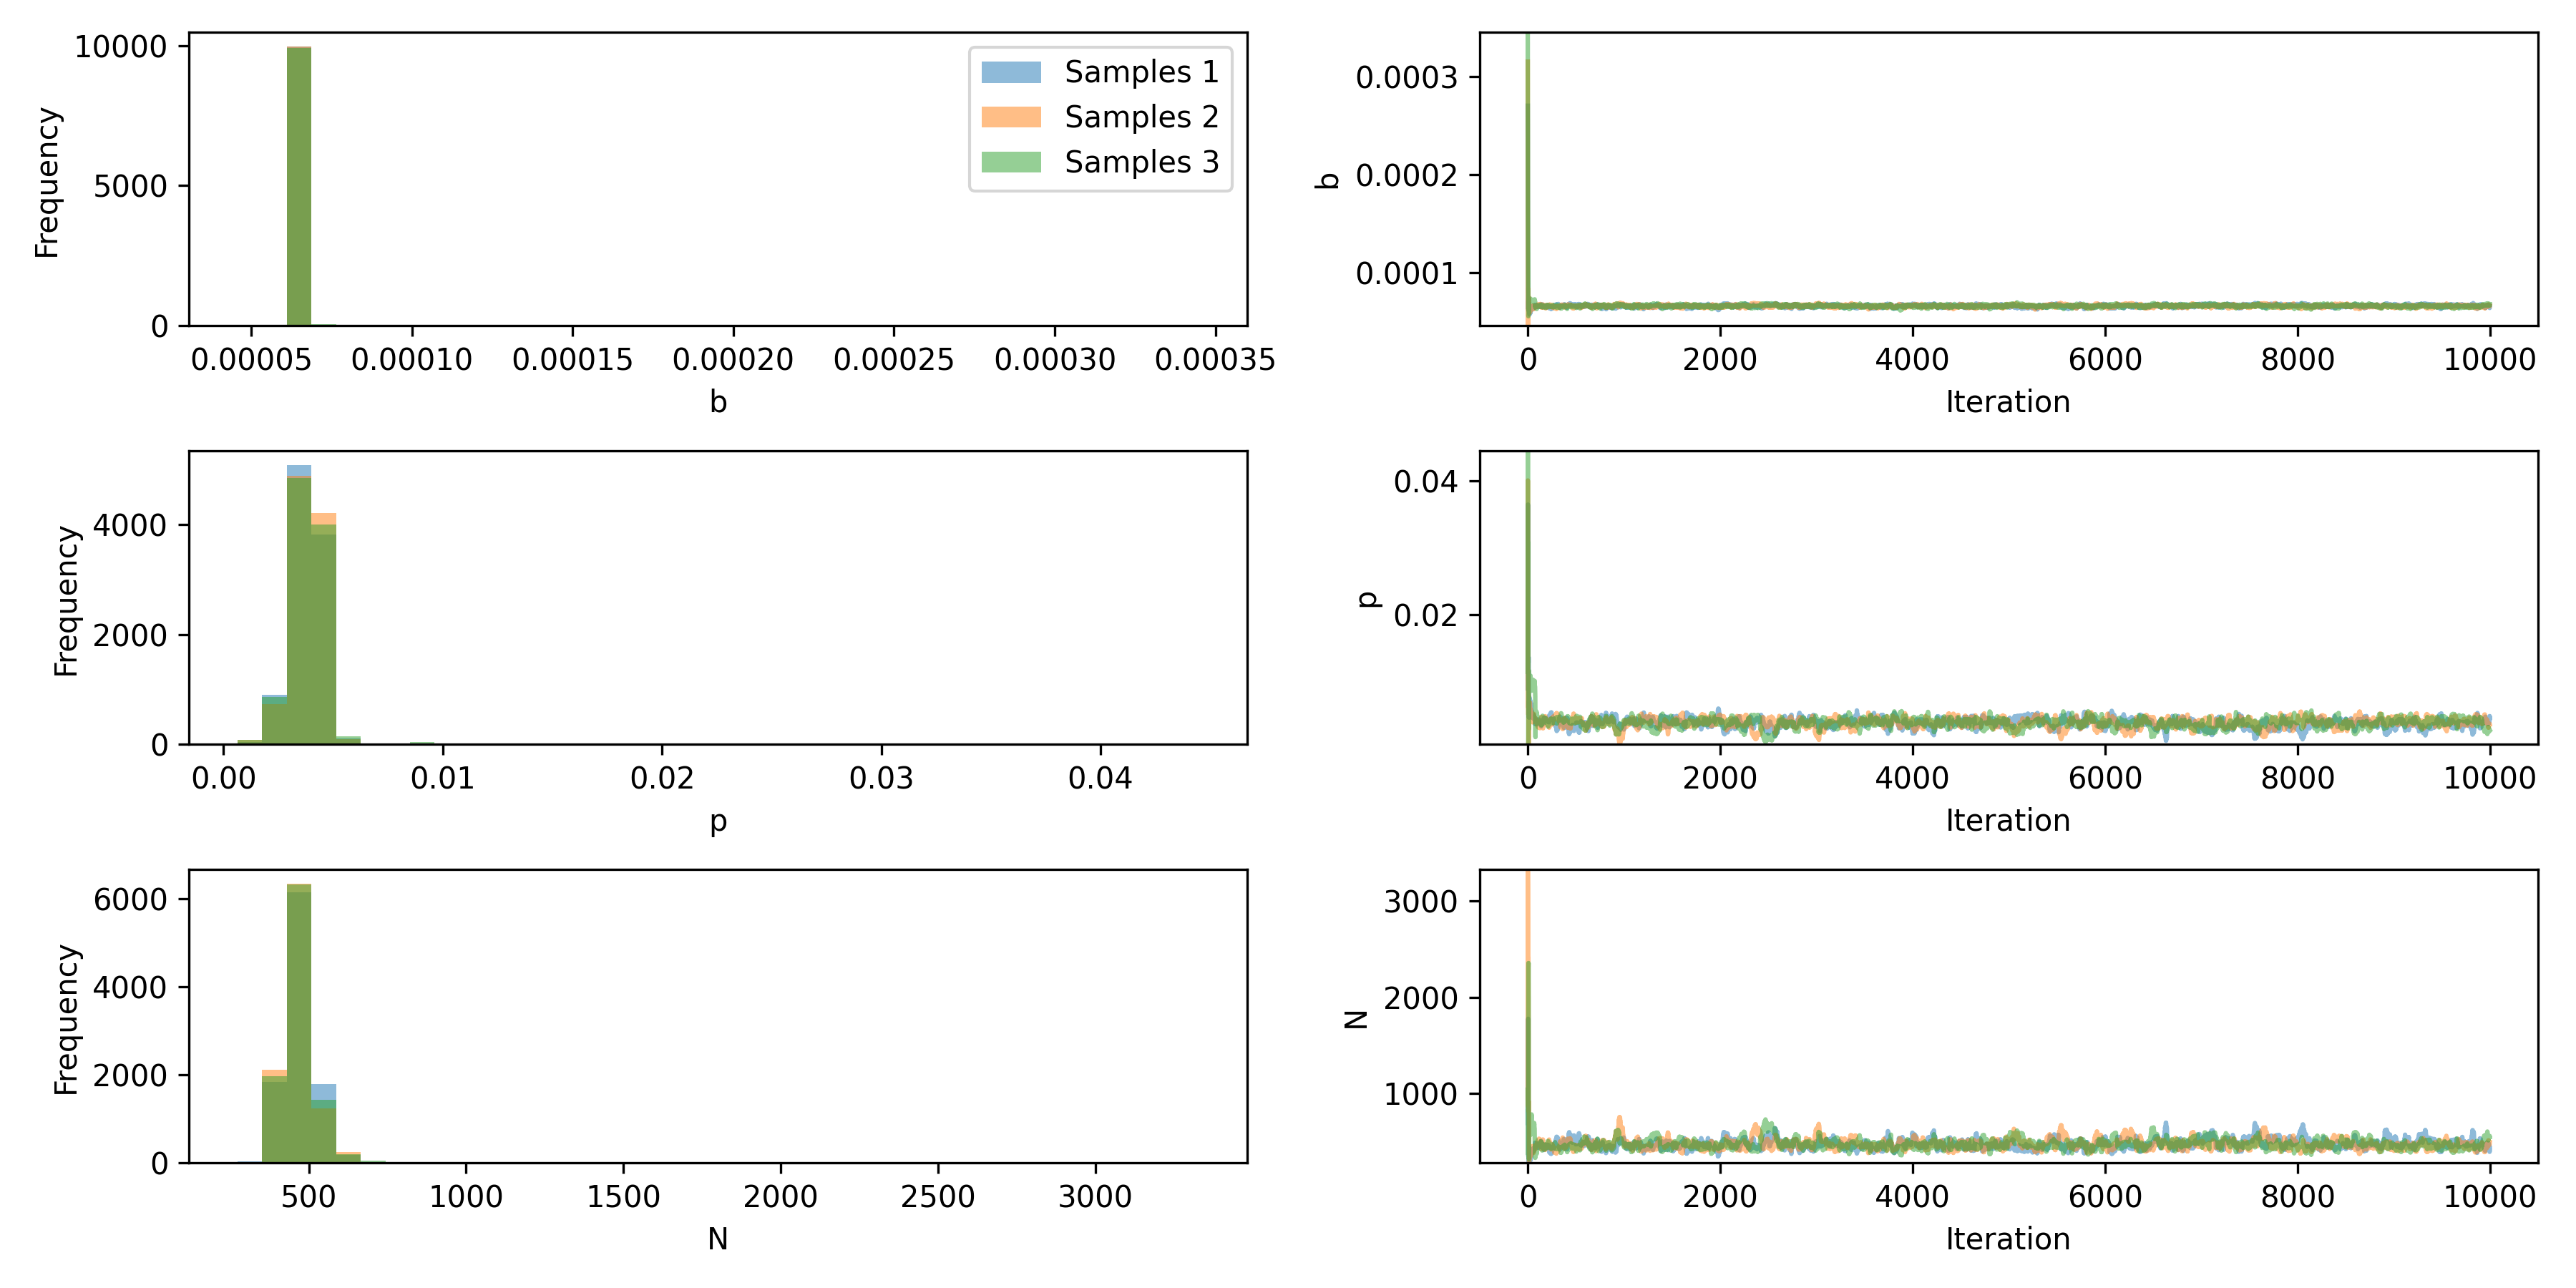 10000
5000
0
Frequency
Samples 1
Samples 2
Samples 3
0.00005 0.00010 0.00015 0.00020 0.00025 0.00030 0.00035
b
0.0003
0.0002
0.0001
b
0 2000 4000 6000 8000 10000
Iteration
4000
2000
0
Frequency
0.00 0.01 0.02 0.03 0.04
p
0.04
0.02
p
0 2000 4000 6000 8000 10000
Iteration
6000
4000
2000
0
Frequency
500 1000 1500 2000 2500 3000
N
3000
2000
1000
N
0 2000 4000 6000 8000 10000
Iteration